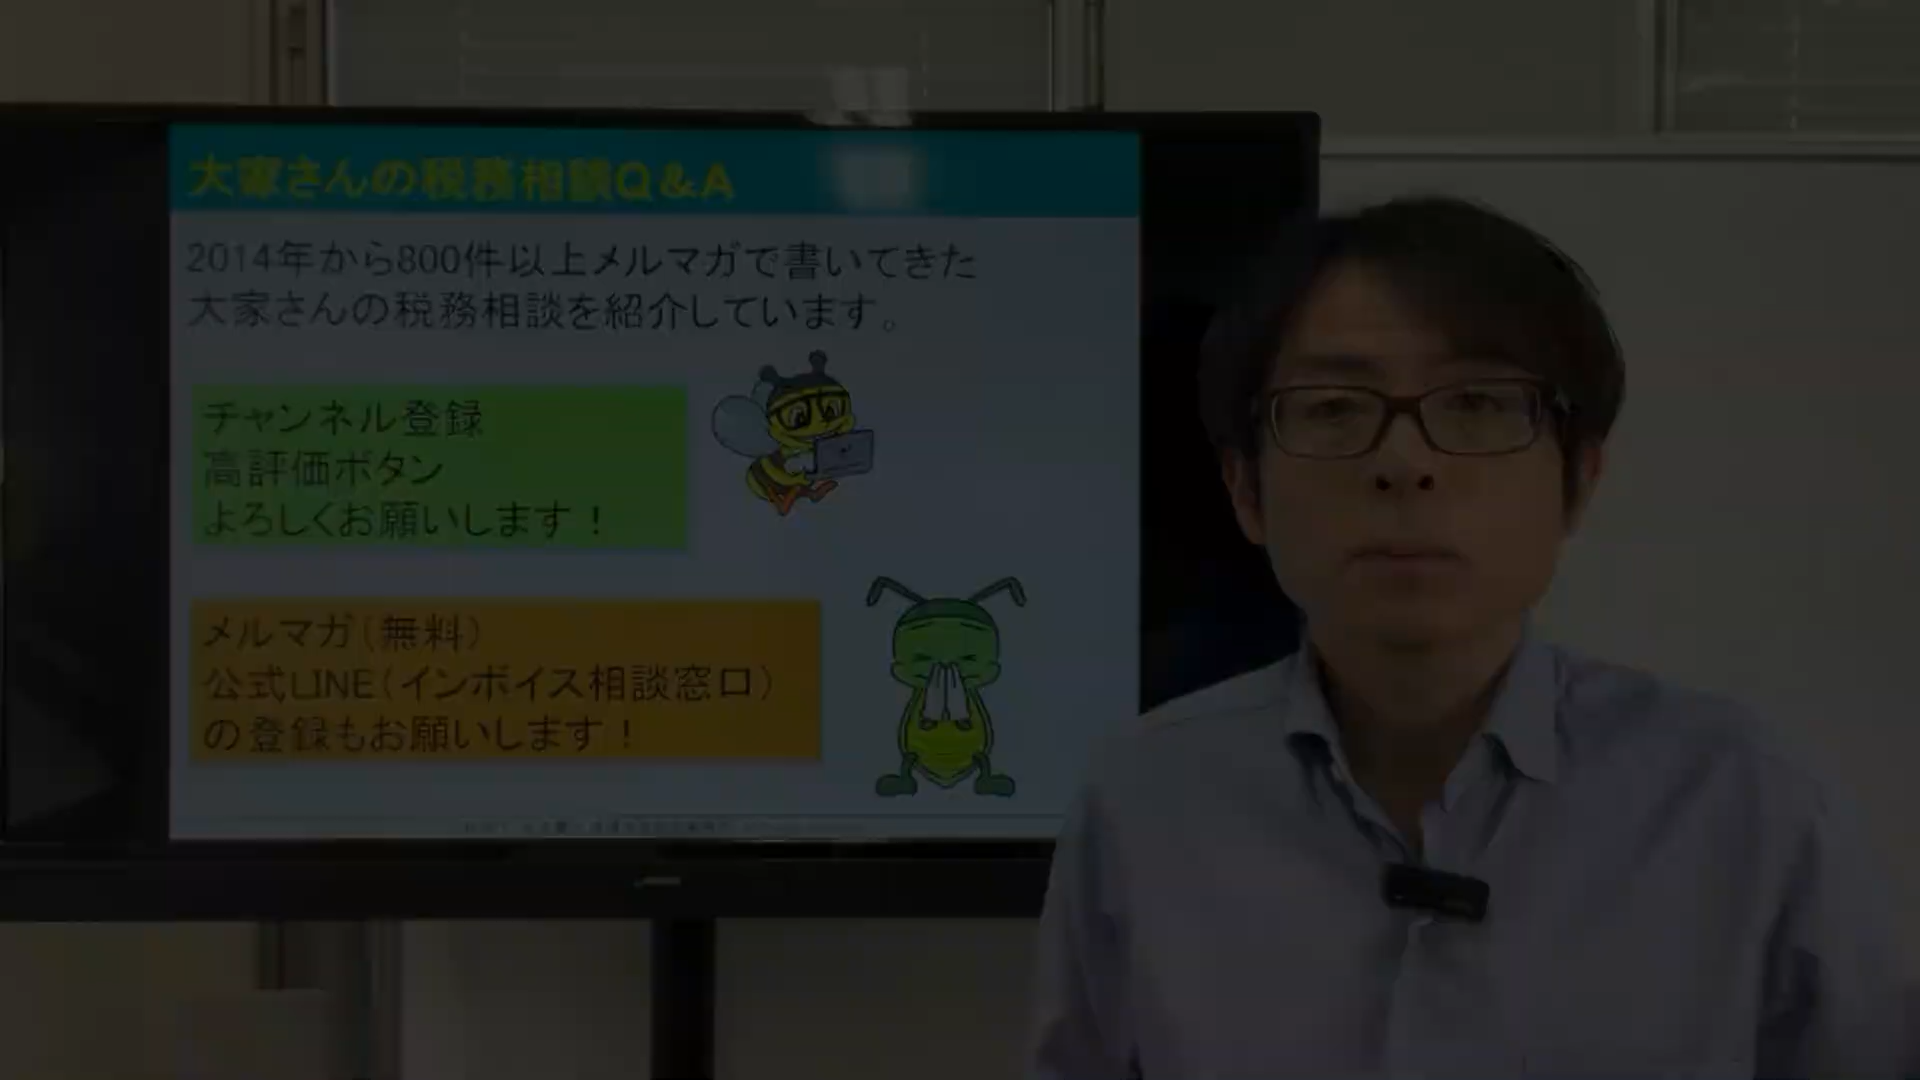 大家さんの税務相談Q&A
2014年から800件以上メルマガで書いてきた
大家さんの税務相談を紹介しています。
チャンネル登録
高評価ボタン
よろしくお願いします！
メルマガ(無料)
公式LINE(インボイス相談窓口)
の登録もお願いします！